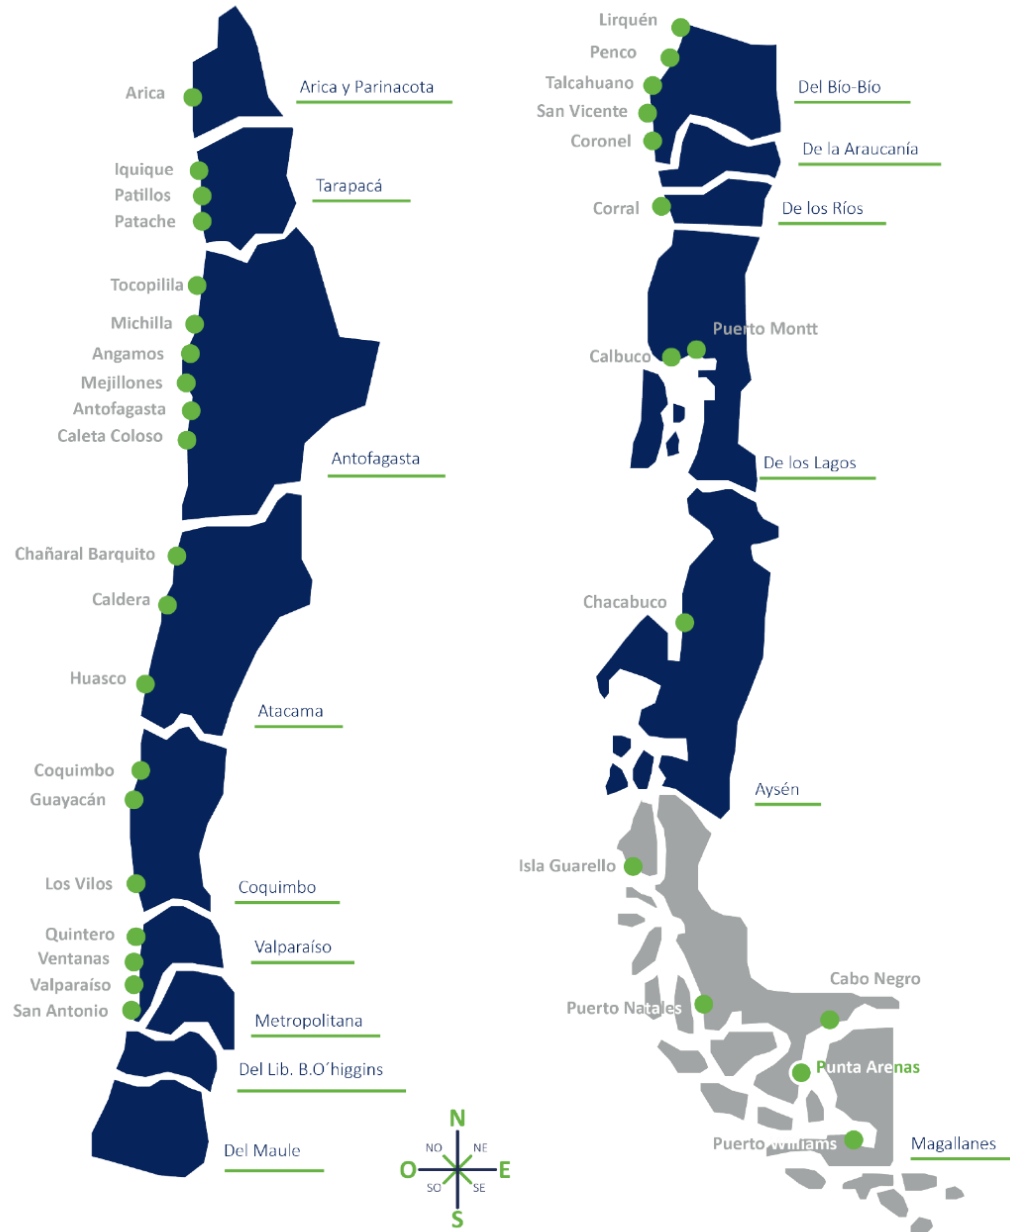 Arica
Arica y Parinacota
Iquique
Patillos
Patache
Tarapacá
Tocopilila
Michilla
Angamos
Mejillones
Antofagasta
Caleta Coloso
Antofagasta
Chañaral Barquito
Caldera
Huasco
Atacama
Coquimbo
Guayacán
Los Vilos
Coquimbo
Quintero
Ventanas
Valparaíso
San Antonio
Valparaíso
Metropolitana
Del Lib. B.O´higgins
Del Maule
Lirquén
Penco
Talcahuano
San Vicente
Coronel
Del Bío-Bío
De la Araucanía
Corral
De los Ríos
Puerto Montt
Calbuco
De los Lagos
Chacabuco
Aysén
Isla Guarello
Cabo Negro
Puerto Natales
Punta Arenas
Puerto Williams
Magallanes
N
NO
NE
O
E
SO
SE
S